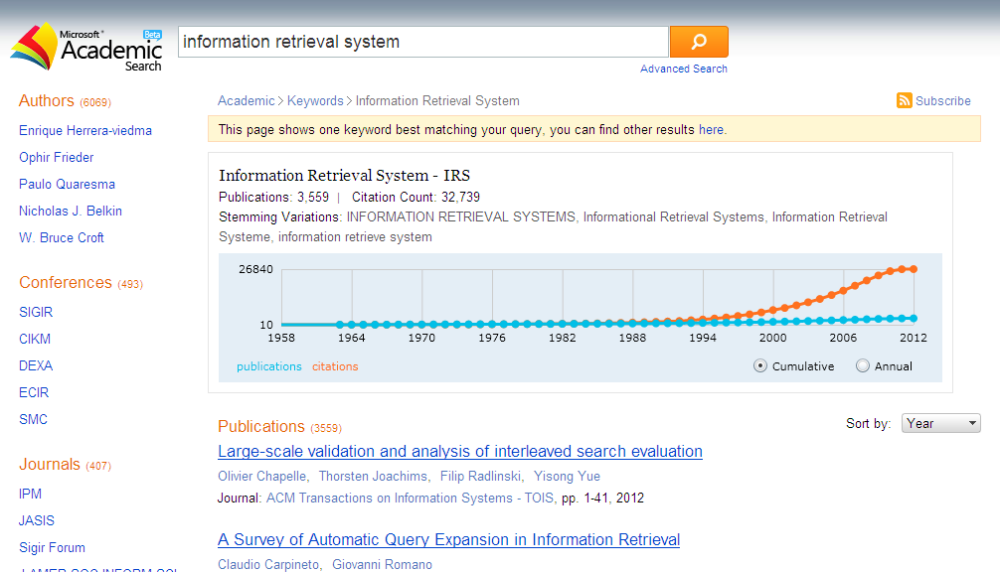 Microsoft®
Beta
Academic
Search
information retrieval system
Advanced Search
Authors (6069)
Enrique Herrera-viedma
Ophir Frieder
Paulo Quaresma
Nicholas J. Belkin
W. Bruce Croft
Conferences (493)
SIGIR
CIKM
DEXA
ECIR
SMC
Journals (407)
IPM
JASIS
Sigir Forum
Academic > Keywords > Information Retrieval System
Subscribe
This page shows one keyword best matching your query, you can find other results here.
Information Retrieval System - IRS
Publications: 3,559 | Citation Count: 32,739
Stemming Variations: INFORMATION RETRIEVAL SYSTEMS, Informational Retrieval Systems, Information Retrieval
Systeme, information retrieve system
26840
10
1958 1964 1970 1976 1982 1988 1994 2000 2006 2012
publications citations
Cumulative Annual
Publications (3559)
Sort by: Year
Large-scale validation and analysis of interleaved search evaluation
Olivier Chapelle, Thorsten Joachims, Filip Radlinski, Yisong Yue
Journal: ACM Transactions on Information Systems - TOIS, pp. 1-41, 2012
A Survey of Automatic Query Expansion in Information Retrieval
Claudio Carpineto, Giovanni Romano